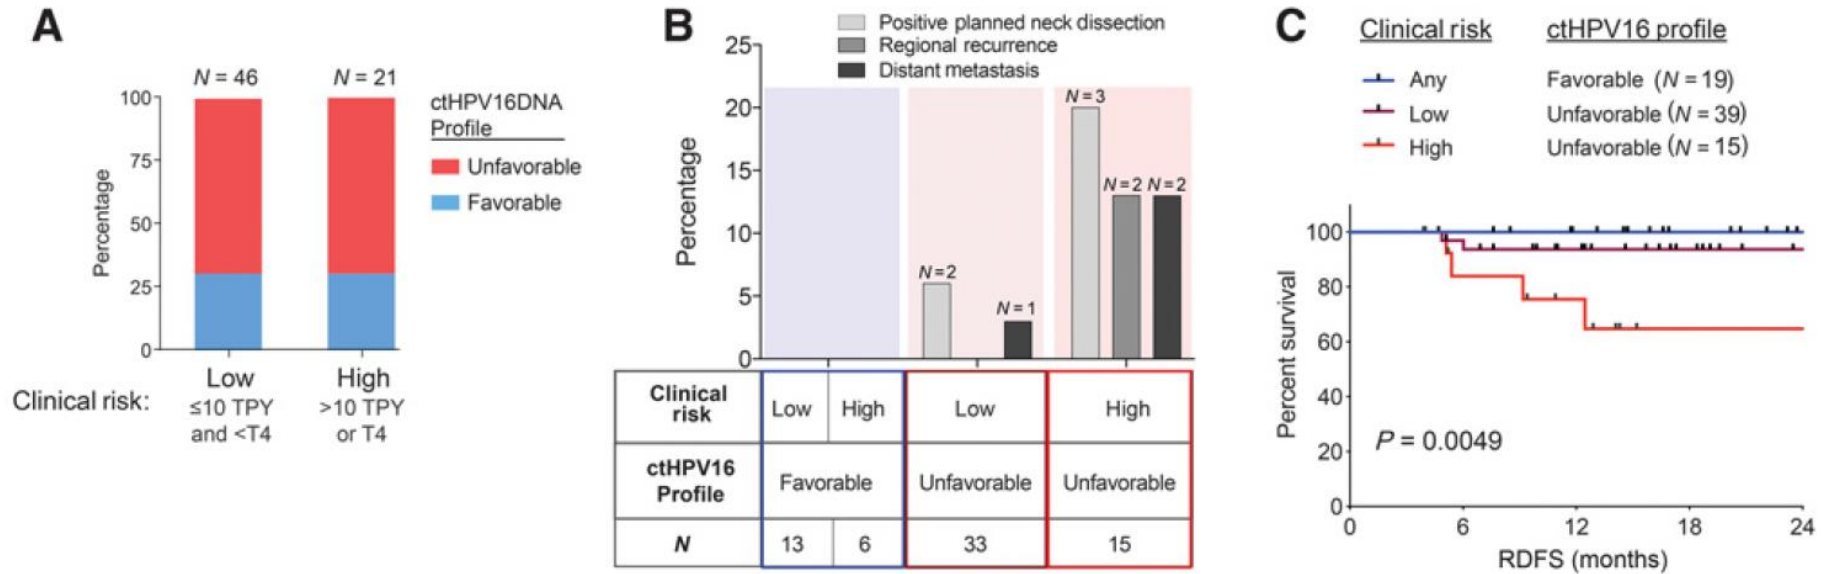 A
N = 46
N = 21
100
75
50
25
0
Percentage
ctHPV16DNA
Profile
Unfavorable
Favorable
Clinical risk:
Low
≤10 TPY
and <T4
High
>10 TPY
or T4
B
Positive planned neck dissection
Regional recurrence
Distant metastasis
25
20
15
10
5
0
Percentage
N=2
N=1
N=3
N=2
N=2
Clinical risk
Low
High
Low
High
ctHPV16 Profile
Favorable
Unfavorable
Unfavorable
N
13
6
33
15
C
Clinical risk
ctHPV16 profile
Any
Favorable (N = 19)
Low
Unfavorable (N = 39)
High
Unfavorable (N = 15)
100
80
60
40
20
0
Percent survival
P = 0.0049
0
6
12
18
24
RDFS (months)